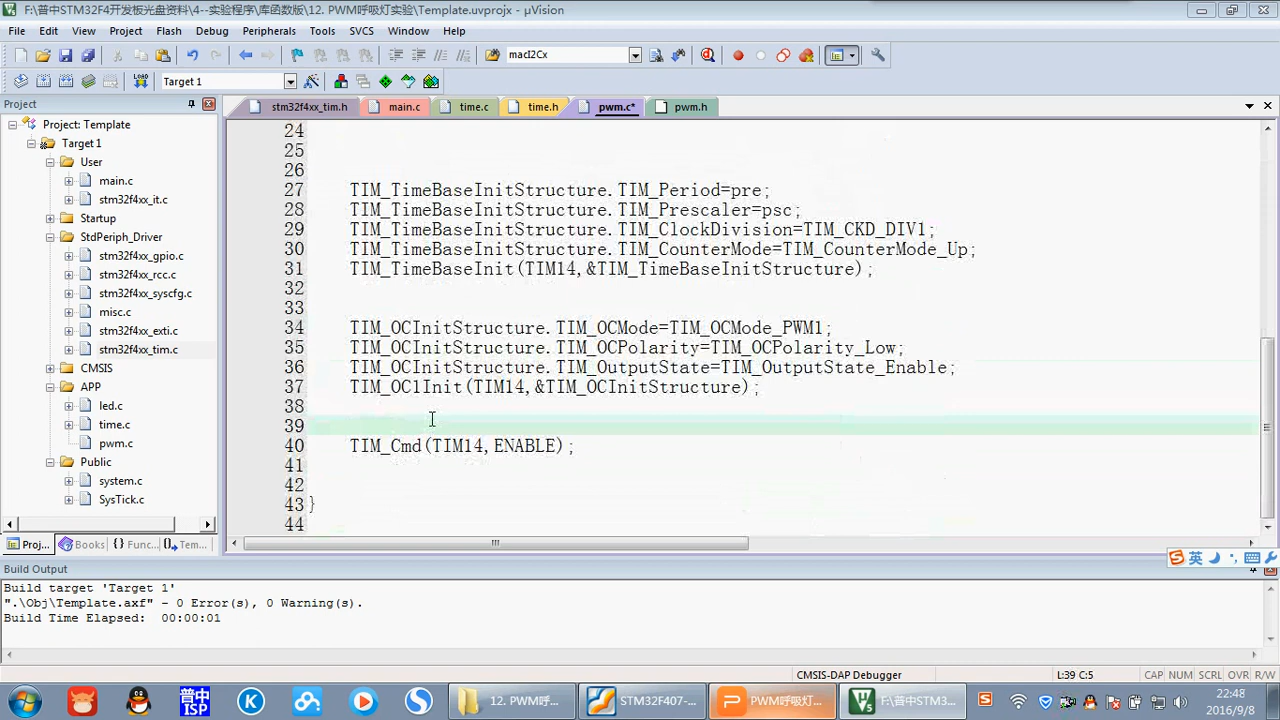 F:\普中STM32F4开发板光盘资料\4--实验程序\库函数版\12. PWM呼吸灯实验\Template.uvprojx - µVision
File Edit View Project Flash Debug Peripherals Tools SVCS Window Help
macI2Cx
LOAD Target 1
Project
stm32f4xx_tim.h main.c time.c time.h pwm.c* pwm.h
Project: Template
Target 1
User
main.c
stm32f4xx_it.c
Startup
StdPeriph_Driver
stm32f4xx_gpio.c
stm32f4xx_rcc.c
stm32f4xx_syscfg.c
misc.c
stm32f4xx_exti.c
stm32f4xx_tim.c
CMSIS
APP
led.c
time.c
pwm.c
Public
system.c
SysTick.c
Proj... Books {} Func... Tem...
24
25
26
27 TIM_TimeBaseInitStructure.TIM_Period=pre;
28 TIM_TimeBaseInitStructure.TIM_Prescaler=psc;
29 TIM_TimeBaseInitStructure.TIM_ClockDivision=TIM_CKD_DIV1;
30 TIM_TimeBaseInitStructure.TIM_CounterMode=TIM_CounterMode_Up;
31 TIM_TimeBaseInit(TIM14,&TIM_TimeBaseInitStructure);
32
33
34 TIM_OCInitStructure.TIM_OCMode=TIM_OCMode_PWM1;
35 TIM_OCInitStructure.TIM_OCPolarity=TIM_OCPolarity_Low;
36 TIM_OCInitStructure.TIM_OutputState=TIM_OutputState_Enable;
37 TIM_OC1Init(TIM14,&TIM_OCInitStructure);
38
39
40 TIM_Cmd(TIM14,ENABLE);
41
42
43 }
44
英
Build Output
Build target 'Target 1'
".\Obj\Template.axf" - 0 Error(s), 0 Warning(s).
Build Time Elapsed: 00:00:01
CMSIS-DAP Debugger L:39 C:5 CAP NUM SCRL OVR R/W
普中ISP 12. PWM呼... STM32F407-... PWM呼吸灯... F:\普中STM3... 22:48
2016/9/8